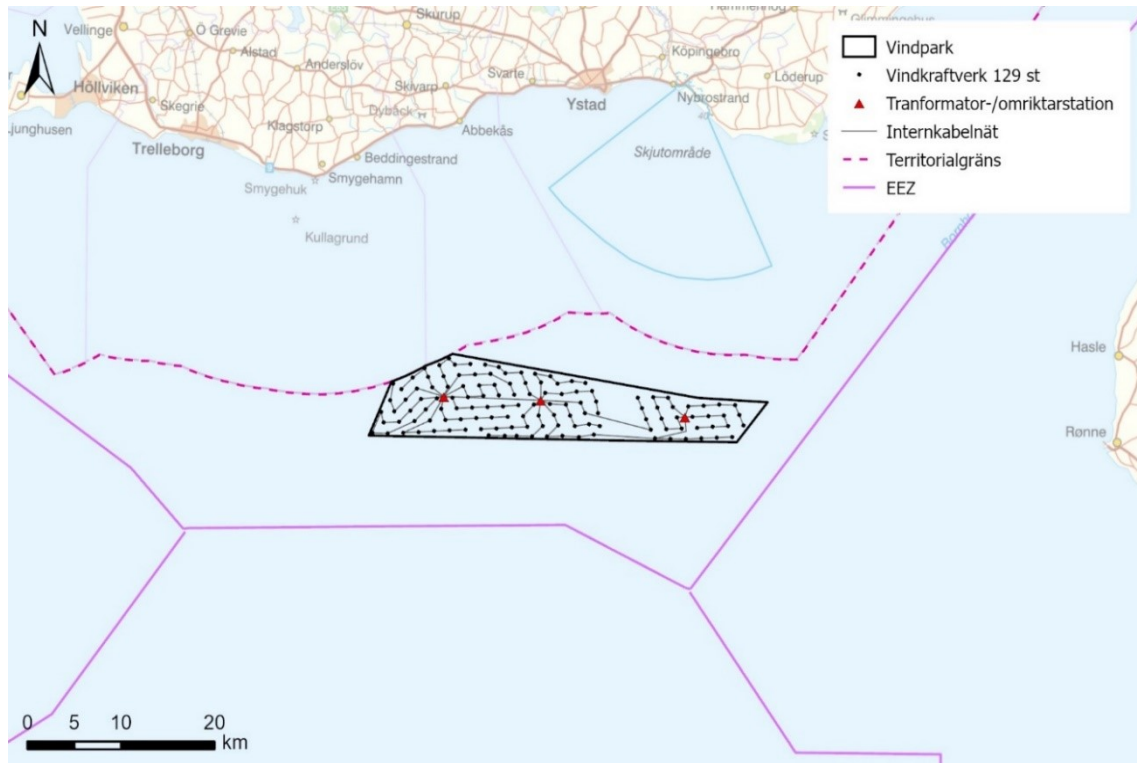 N
Vellinge
Ö Grevie
Skurup
Alstad
Anderslöv
Höllviken
Skegrie
Ljunghusen
Klagstorp
Skivarp
Dybäck
Svarte
Köpingebro
Löderup
Nybrostrand
Ystad
Abbekås
Trelleborg
Beddingestrand
Smygehuk
Smygehamn
Kullagrund
Skjutområde
Vindpark
Vindkraftverk 129 st
Tranformator-/omriktarstation
Internkabelnät
Territorialgräns
EEZ
Hasle
Rønne
0 5 10 20
km